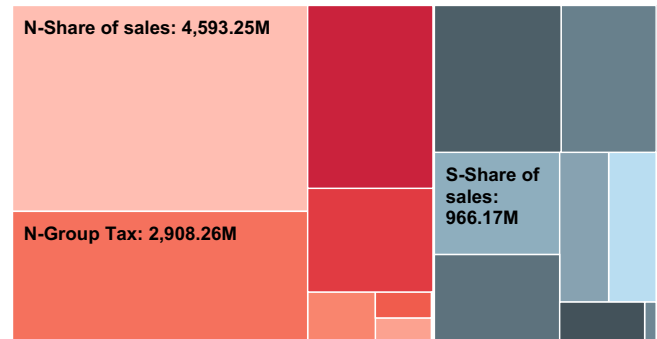 N-Share of sales: 4,593.25M
N-Group Tax: 2,908.26M
S-Share of
sales:
966.17M